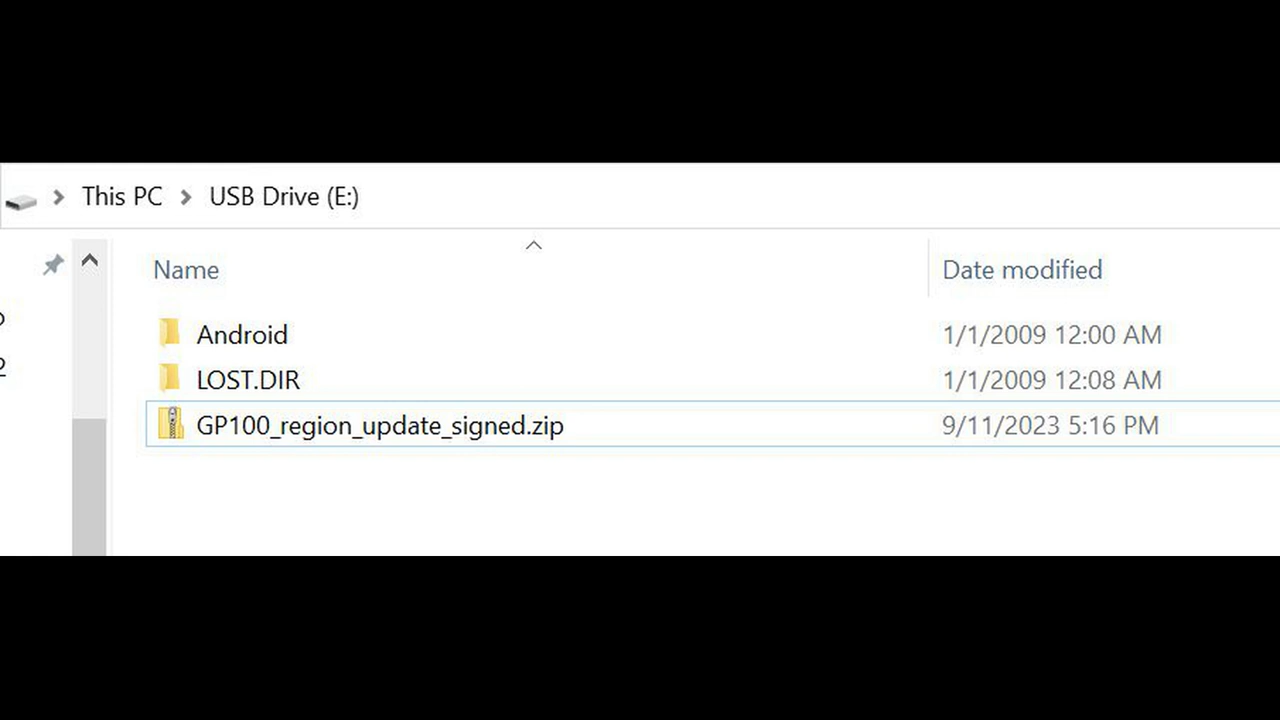 This PC > USB Drive (E:)
Name Date modified
Android 1/1/2009 12:00 AM
LOST.DIR 1/1/2009 12:08 AM
GP100_region_update_signed.zip 9/11/2023 5:16 PM